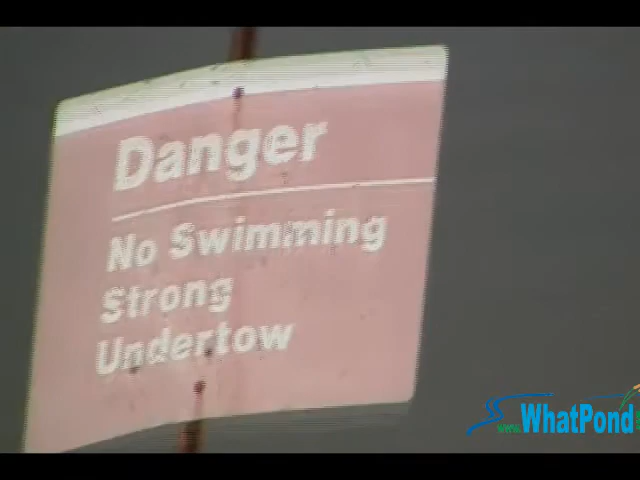 Danger
No Swimming
Strong
Undertow
www.WhatPond